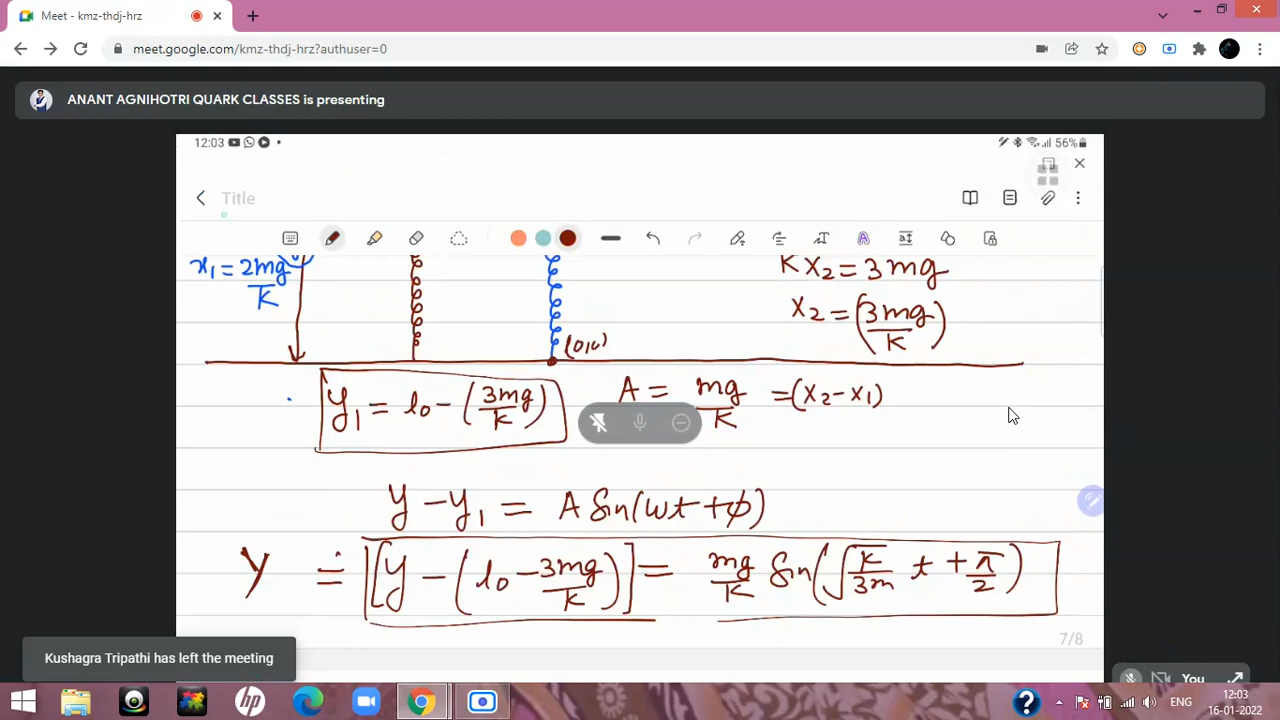 Meet - kmz-thdj-hrz
meet.google.com/kmz-thdj-hrz?authuser=0
ANANT AGNIHOTRI QUARK CLASSES is presenting
12:03
56%
Title
x₁ = 2mg/K
K x₂ = 3mg
x₂ = (3mg/K)
(0,0)
y₁ = l₀ - (3mg/K)
A = mg/K = (x₂ - x₁)
y - y₁ = A Sin(ωt + φ)
y = [y - (l₀ - 3mg/K)] = mg/K Sin(√K/3m t + π/2)
7/8
Kushagra Tripathi has left the meeting
You
ENG
12:03
16-01-2022